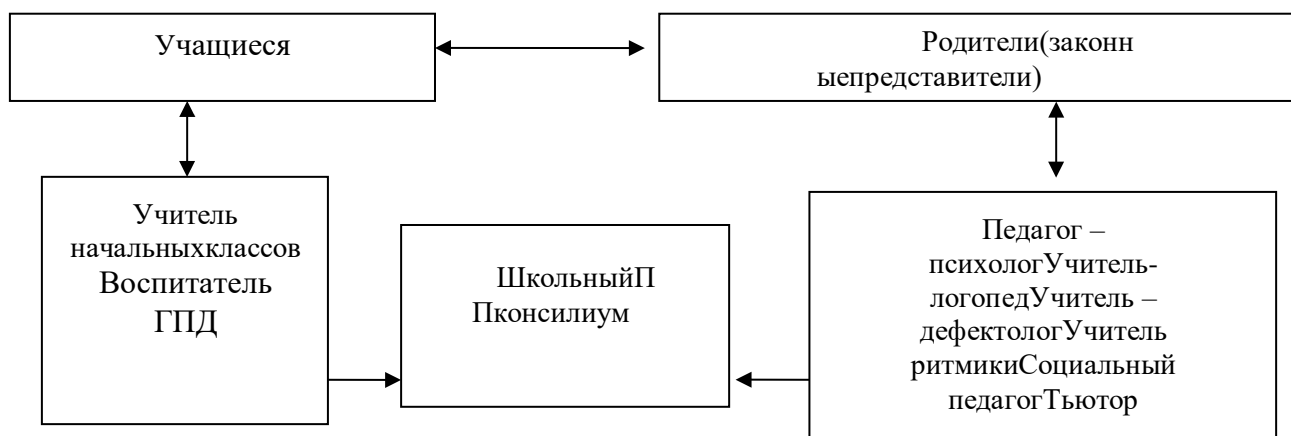 Учащиеся
Родители(законн
ыепредставители)
Учитель
начальныхклассов
Воспитатель
ГПД
ШкольныйП
Пконсилиум
Педагог –
психологУчитель-
логопедУчитель –
дефектологУчитель
ритмикиСоциальный
педагогТьютор